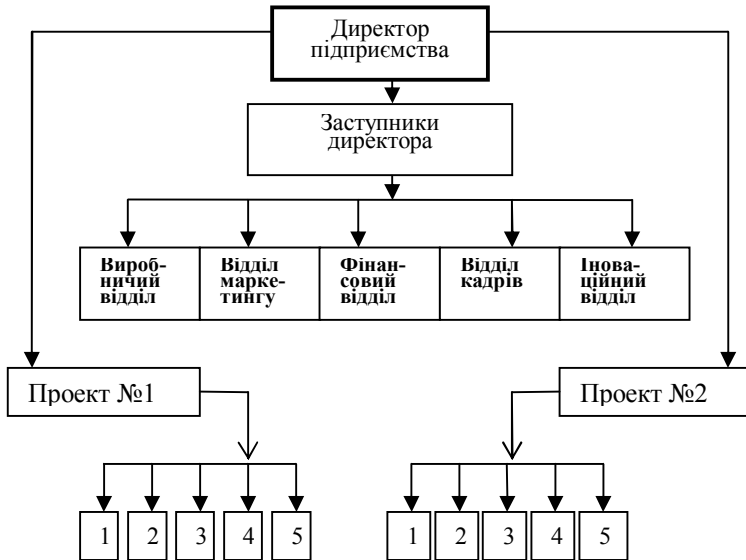 Директор
підприємства
Заступники
директора
Вироб-
ничий
відділ
Відділ
марке-
тингу
Фінан-
совий
відділ
Відділ
кадрів
Інова-
ційний
відділ
Проект №1
Проект №2
1 2 3 4 5
1 2 3 4 5